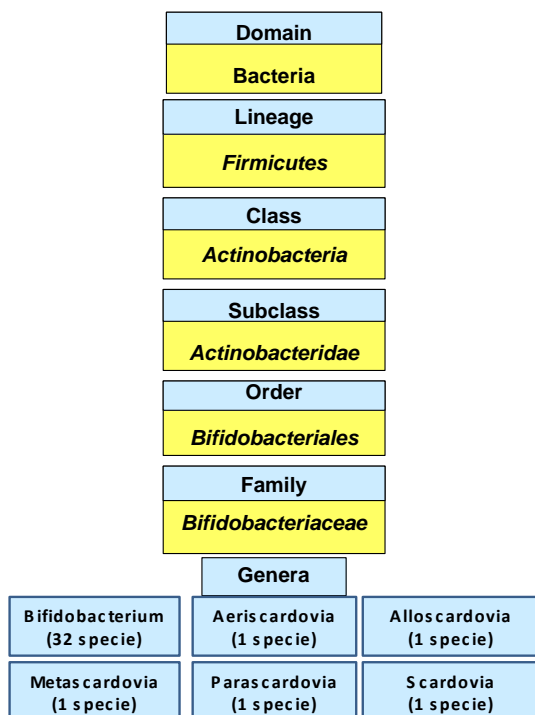 Domain
Bacteria
Lineage
Firmicutes
Class
Actinobacteria
Subclass
Actinobacteridae
Order
Bifidobacteriales
Family
Bifidobacteriaceae
Genera
Bifidobacterium
(32 specie)
Aeriscardovia
(1 specie)
Alloscardovia
(1 specie)
Metascardovia
(1 specie)
Parascardovia
(1 specie)
Scardovia
(1 specie)